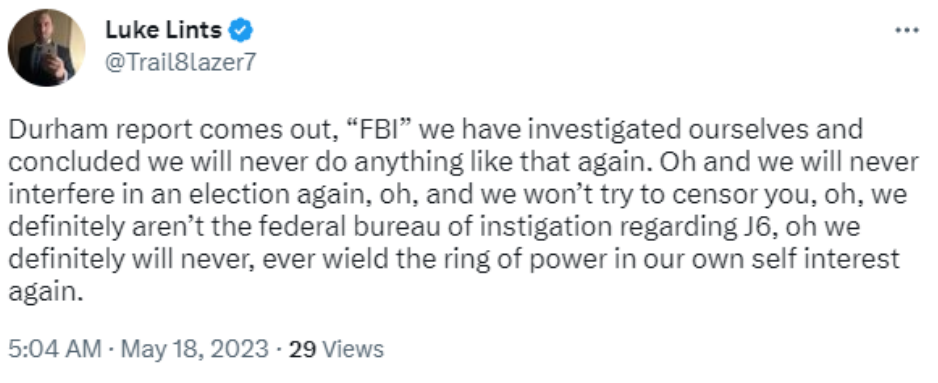 Luke Lints
@Trail8lazer7
Durham report comes out, “FBI” we have investigated ourselves and
concluded we will never do anything like that again. Oh and we will never
interfere in an election again, oh, and we won’t try to censor you, oh, we
definitely aren’t the federal bureau of instigation regarding J6, oh we
definitely will never, ever wield the ring of power in our own self interest
again.
5:04 AM · May 18, 2023 · 29 Views